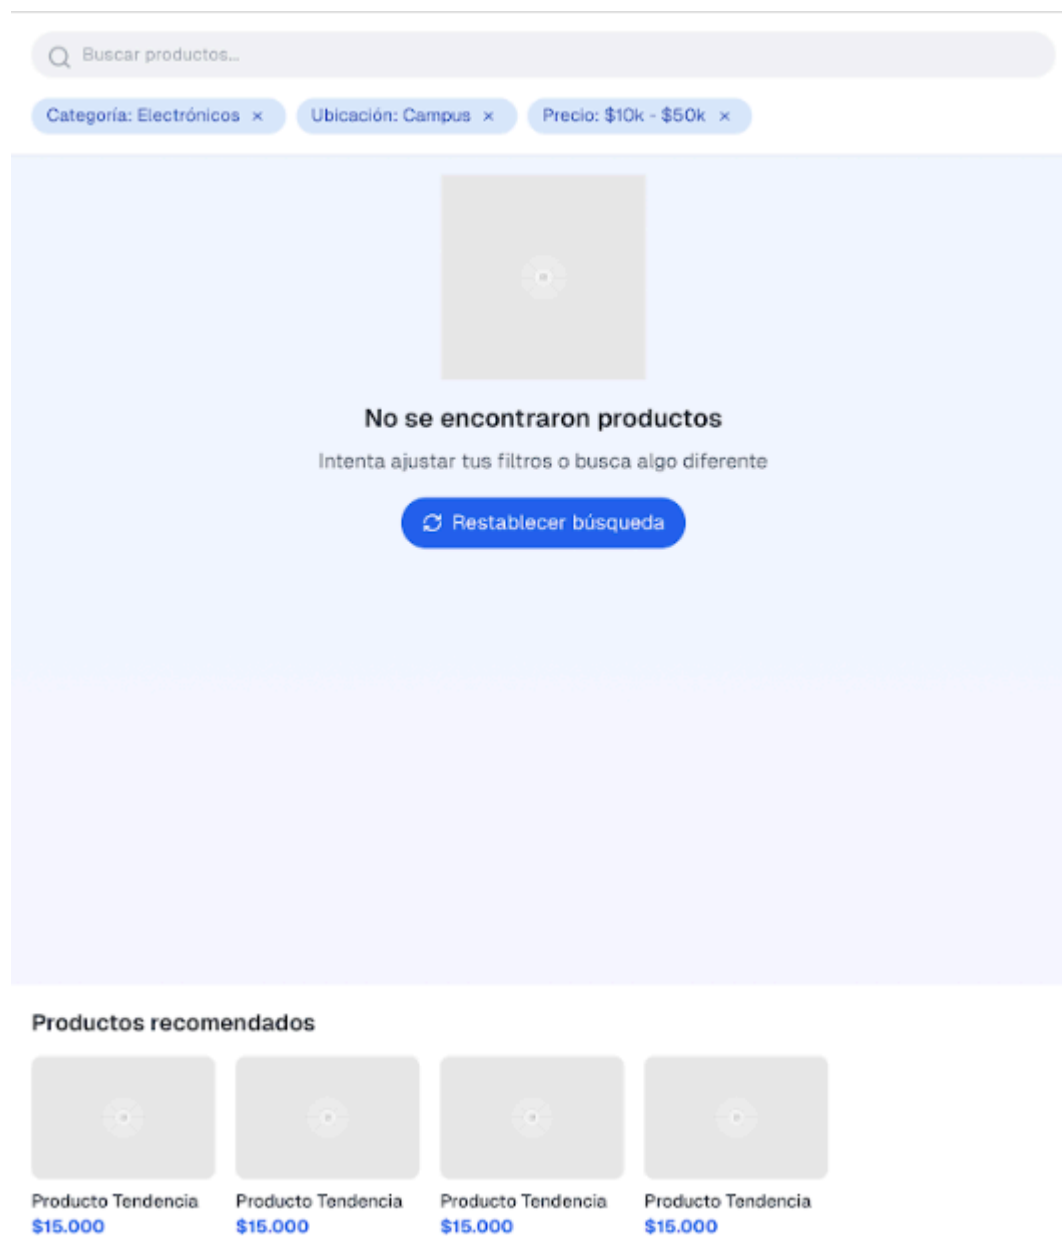 Buscar productos...
Categoría: Electrónicos × Ubicación: Campus × Precio: $10k - $50k ×
No se encontraron productos
Intenta ajustar tus filtros o busca algo diferente
Restablecer búsqueda
Productos recomendados
Producto Tendencia Producto Tendencia Producto Tendencia Producto Tendencia
$15.000 $15.000 $15.000 $15.000